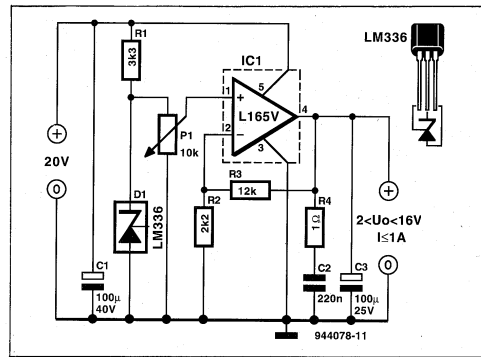 R1
3k3
IC1
LM336
1
+
5
L165V
4
2
−
3
P1
10k
20V
D1
LM336
R3
12k
R2
2k2
R4
1Ω
2<Uo<16V
I≤1A
C1
100µ
40V
C2
220n
C3
100µ
25V
944078-11